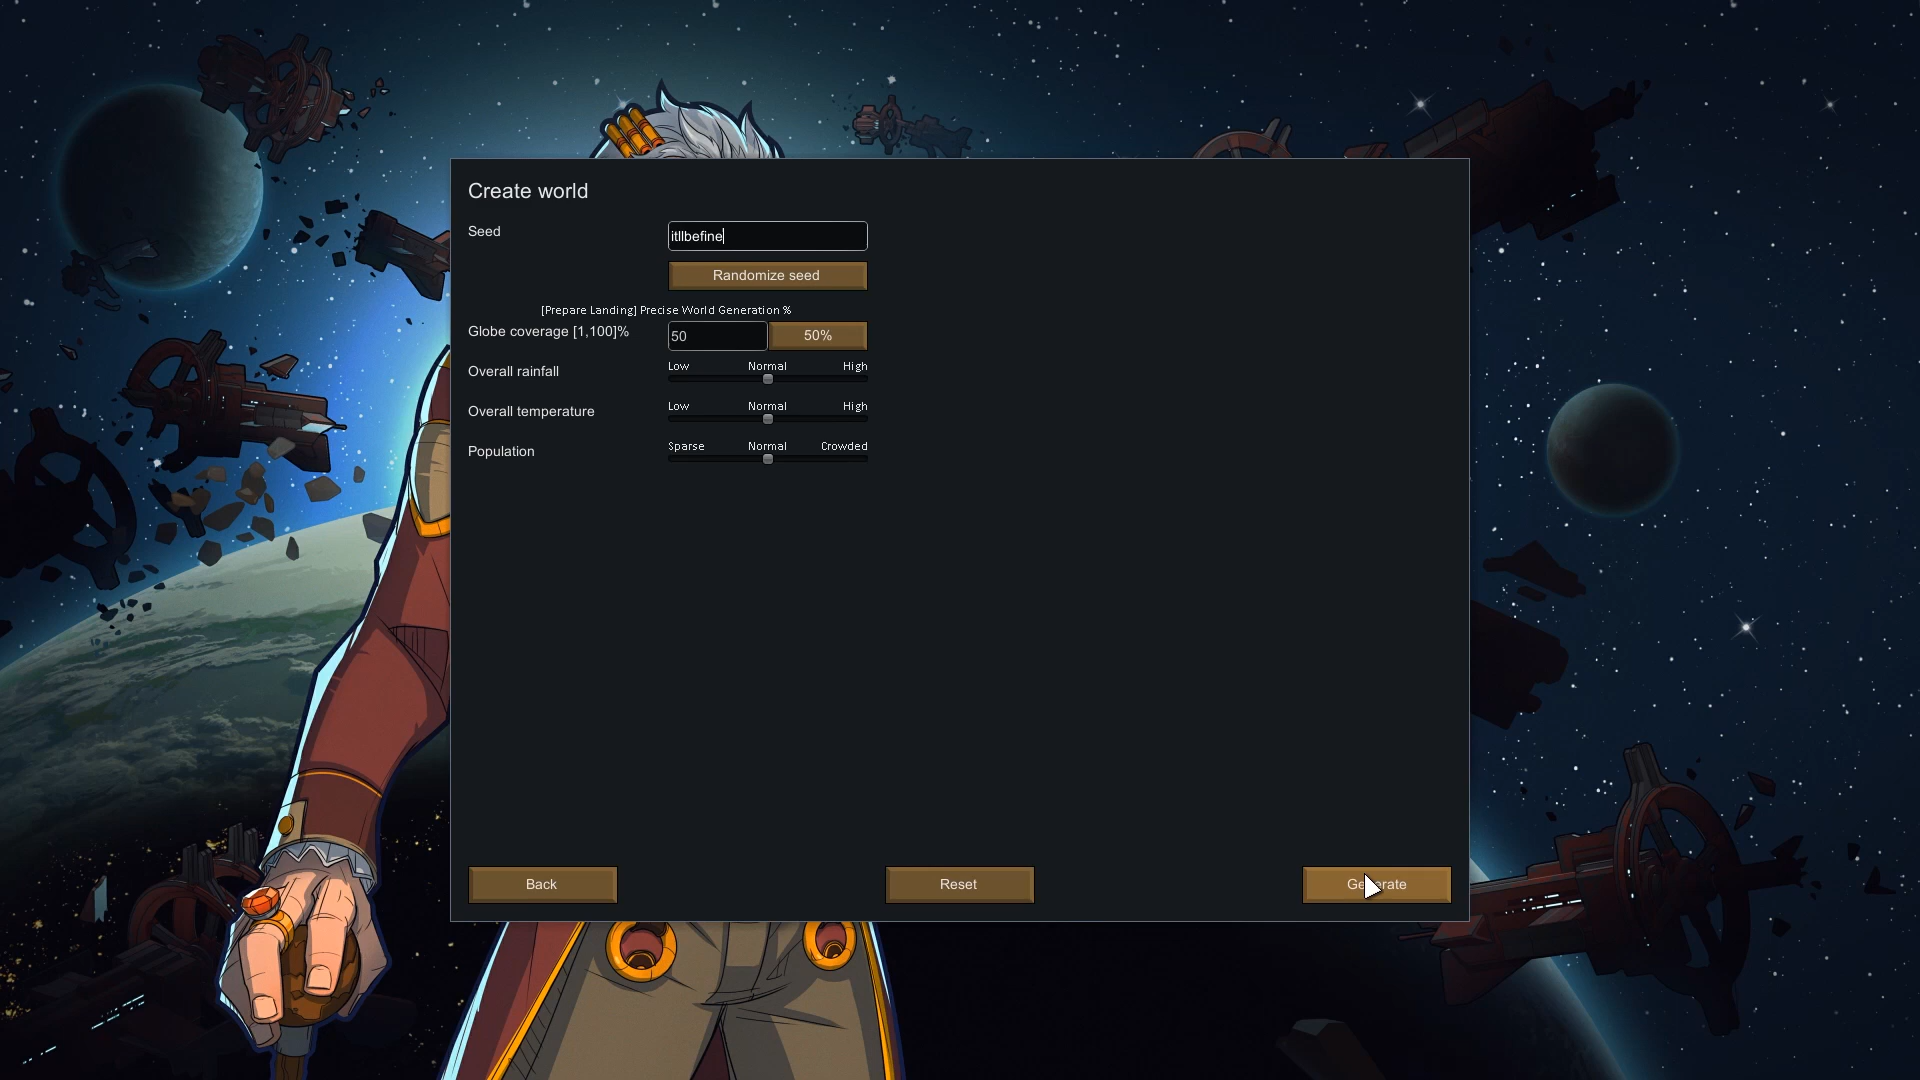 Create world
Seed
itllbefine
Randomize seed
[Prepare Landing] Precise World Generation %
Globe coverage [1,100]%
50
50%
Overall rainfall
Low Normal High
Overall temperature
Low Normal High
Population
Sparse Normal Crowded
Back
Reset